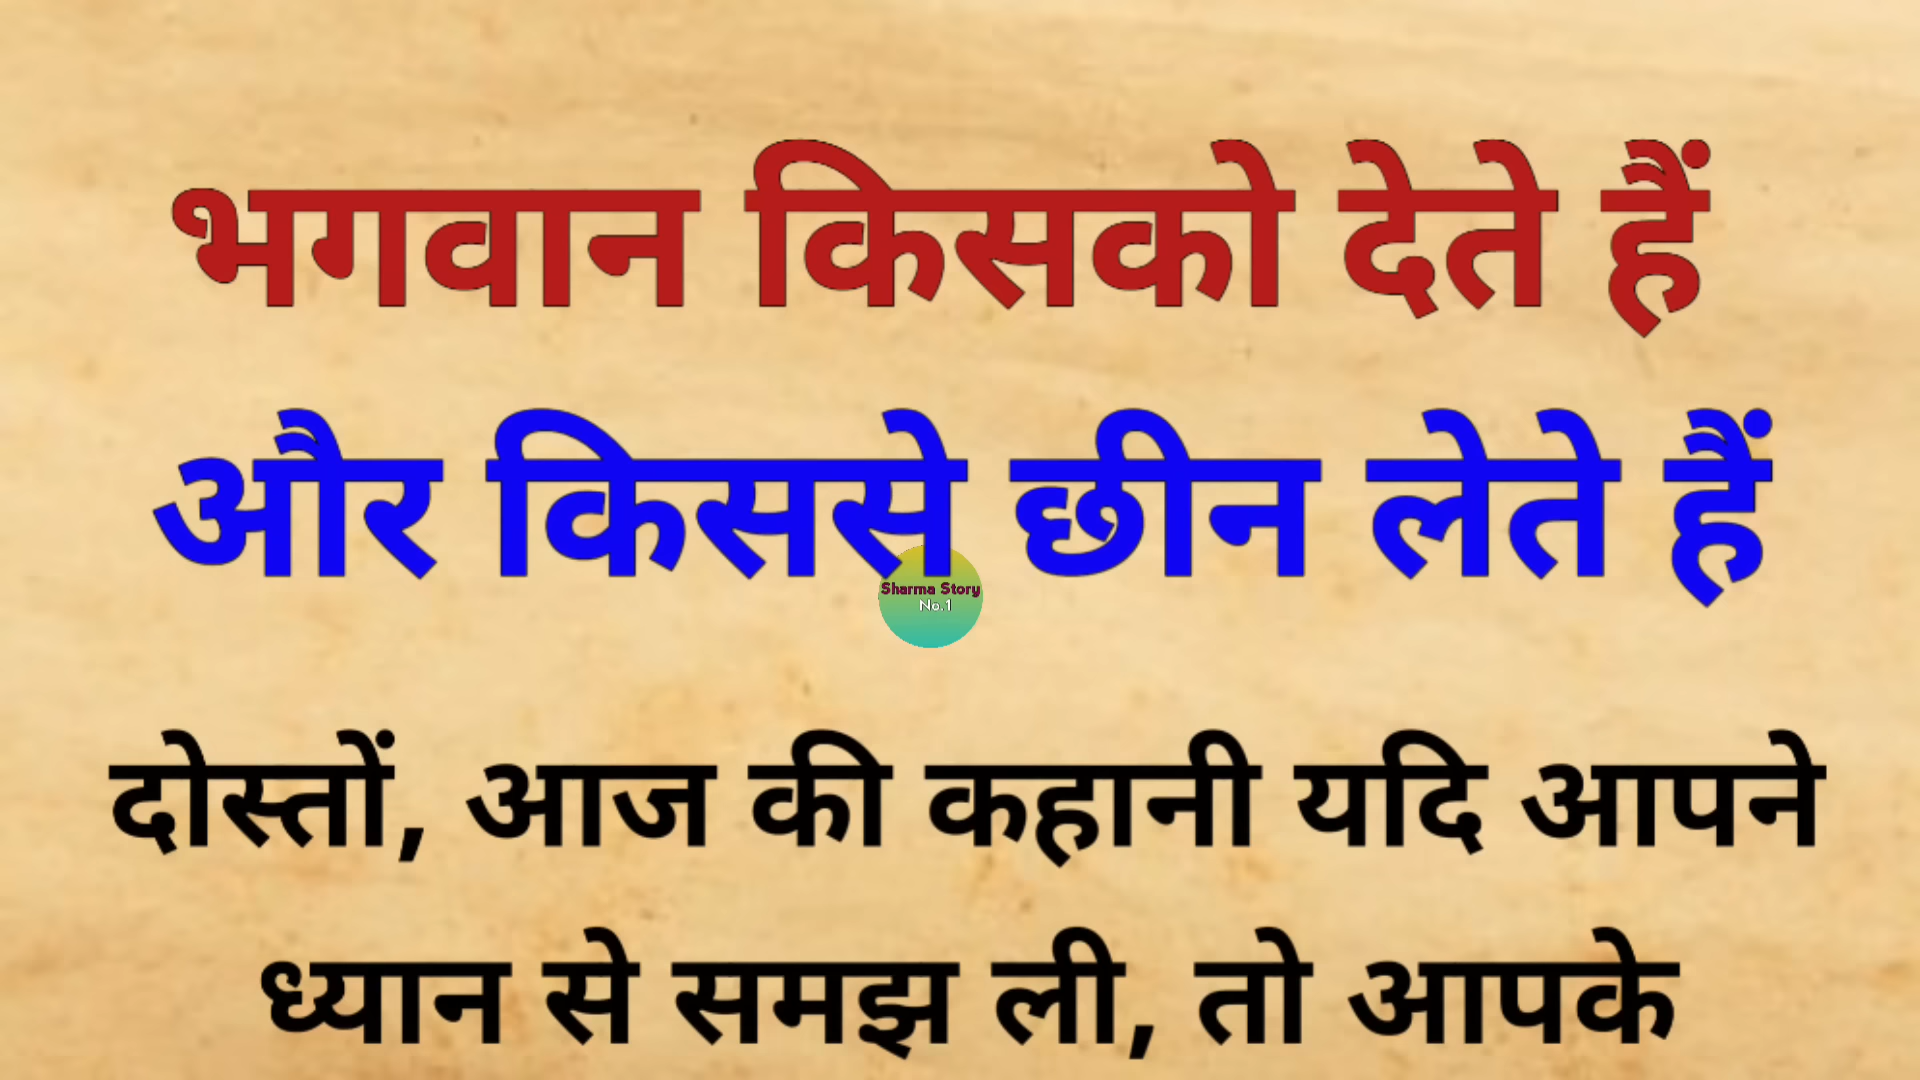 भगवान किसको देते हैं
और किससे छीन लेते हैं
Sharma Story
No.1
दोस्तों, आज की कहानी यदि आपने
ध्यान से समझ ली, तो आपके